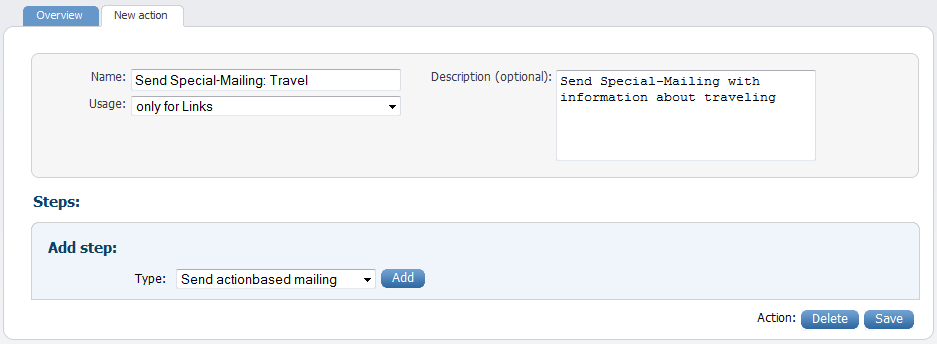 Overview New action
Name: Send Special-Mailing: Travel
Usage: only for Links
Description (optional): Send Special-Mailing with
information about traveling
Steps:
Add step:
Type: Send actionbased mailing Add
Action: Delete Save